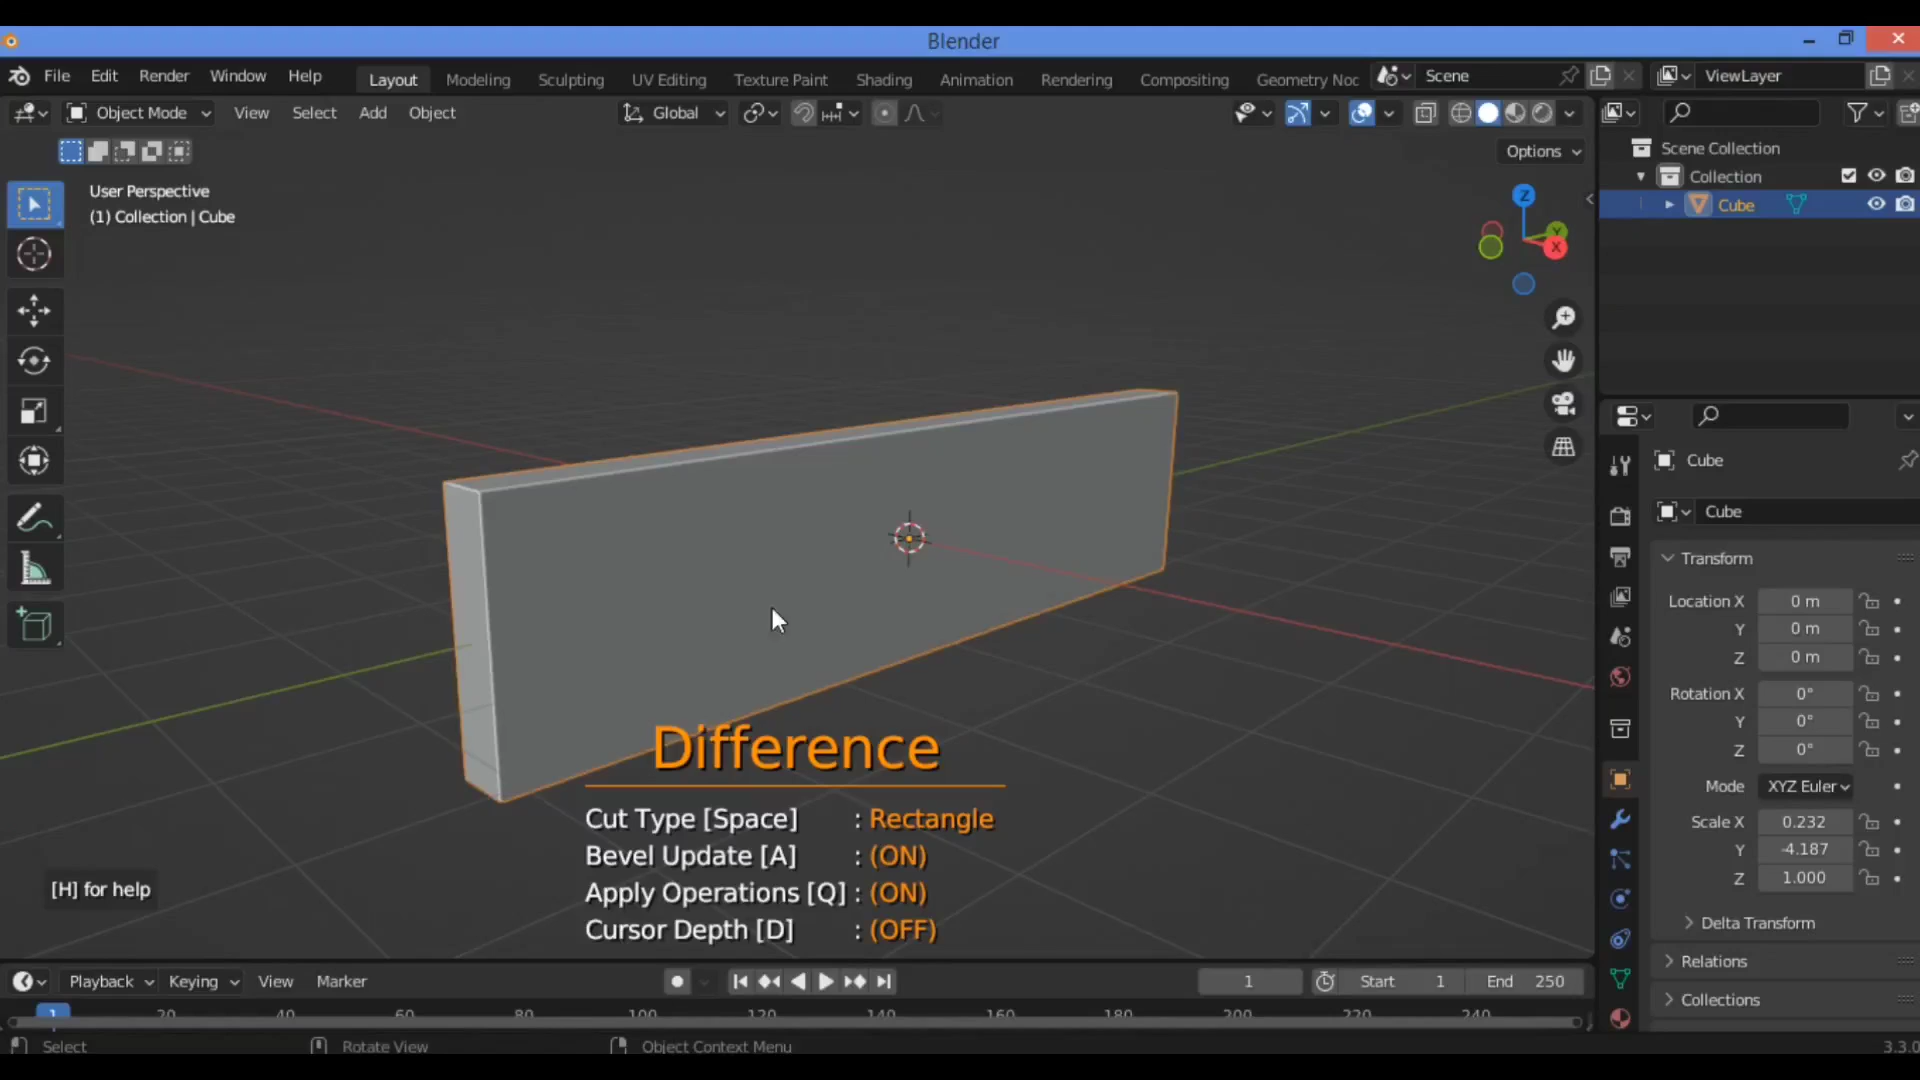 Blender
File Edit Render Window Help Layout Modeling Sculpting UV Editing Texture Paint Shading Animation Rendering Compositing Geometry Noc Scene ViewLayer
Object Mode View Select Add Object Global
Options
User Perspective
(1) Collection | Cube
Z
Y
X
Scene Collection
Collection
Cube
Cube
Cube
Transform
Location X 0 m
Y 0 m
Z 0 m
Rotation X 0°
Y 0°
Z 0°
Mode XYZ Euler
Scale X 0.232
Y -4.187
Z 1.000
Delta Transform
Relations
Collections
Difference
Cut Type [Space] : Rectangle
Bevel Update [A] : (ON)
Apply Operations [Q] : (ON)
Cursor Depth [D] : (OFF)
[H] for help
Playback Keying View Marker 1 Start 1 End 250
1 20 40 60 80 100 120 140 160 180 200 220 240
Select Rotate View Object Context Menu 3.3.0